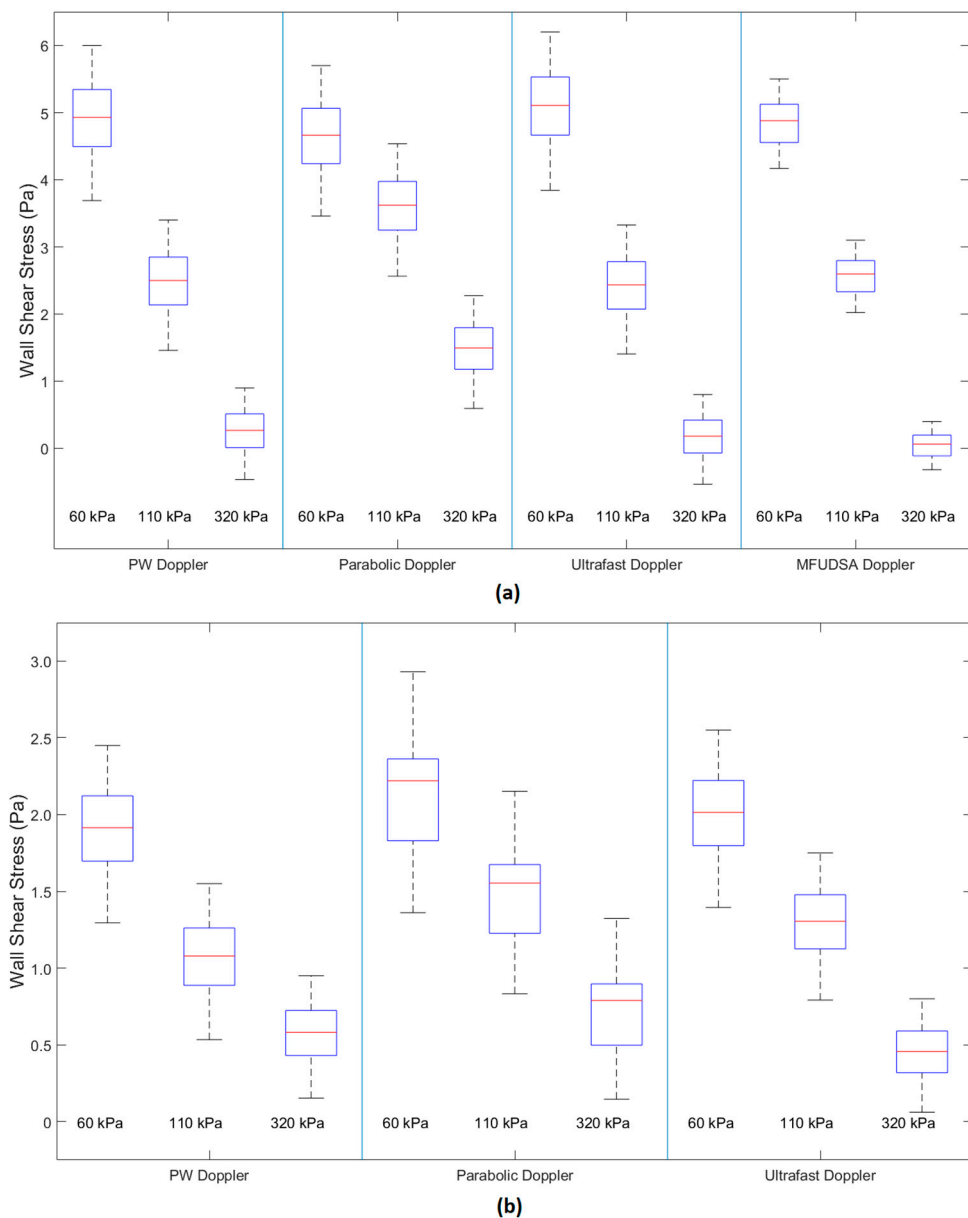 6
5
4
3
2
1
0
Wall Shear Stress (Pa)
60 kPa 110 kPa 320 kPa 60 kPa 110 kPa 320 kPa 60 kPa 110 kPa 320 kPa 60 kPa 110 kPa 320 kPa
PW Doppler Parabolic Doppler Ultrafast Doppler MFUDSA Doppler
(a)
3.0
2.5
2.0
1.5
1.0
0.5
0
Wall Shear Stress (Pa)
60 kPa 110 kPa 320 kPa 60 kPa 110 kPa 320 kPa 60 kPa 110 kPa 320 kPa
PW Doppler Parabolic Doppler Ultrafast Doppler
(b)